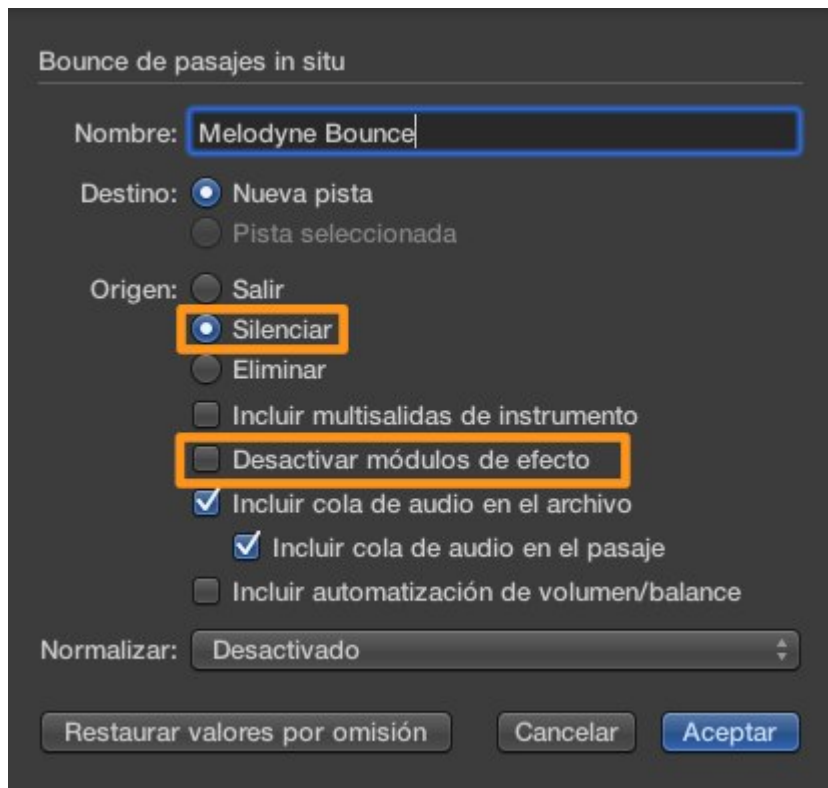 Bounce de pasajes in situ
Nombre: Melodyne Bounce
Destino: Nueva pista
Pista seleccionada
Origen: Salir
Silenciar
Eliminar
Incluir multisalidas de instrumento
Desactivar módulos de efecto
Incluir cola de audio en el archivo
Incluir cola de audio en el pasaje
Incluir automatización de volumen/balance
Normalizar: Desactivado
Restaurar valores por omisión Cancelar Aceptar